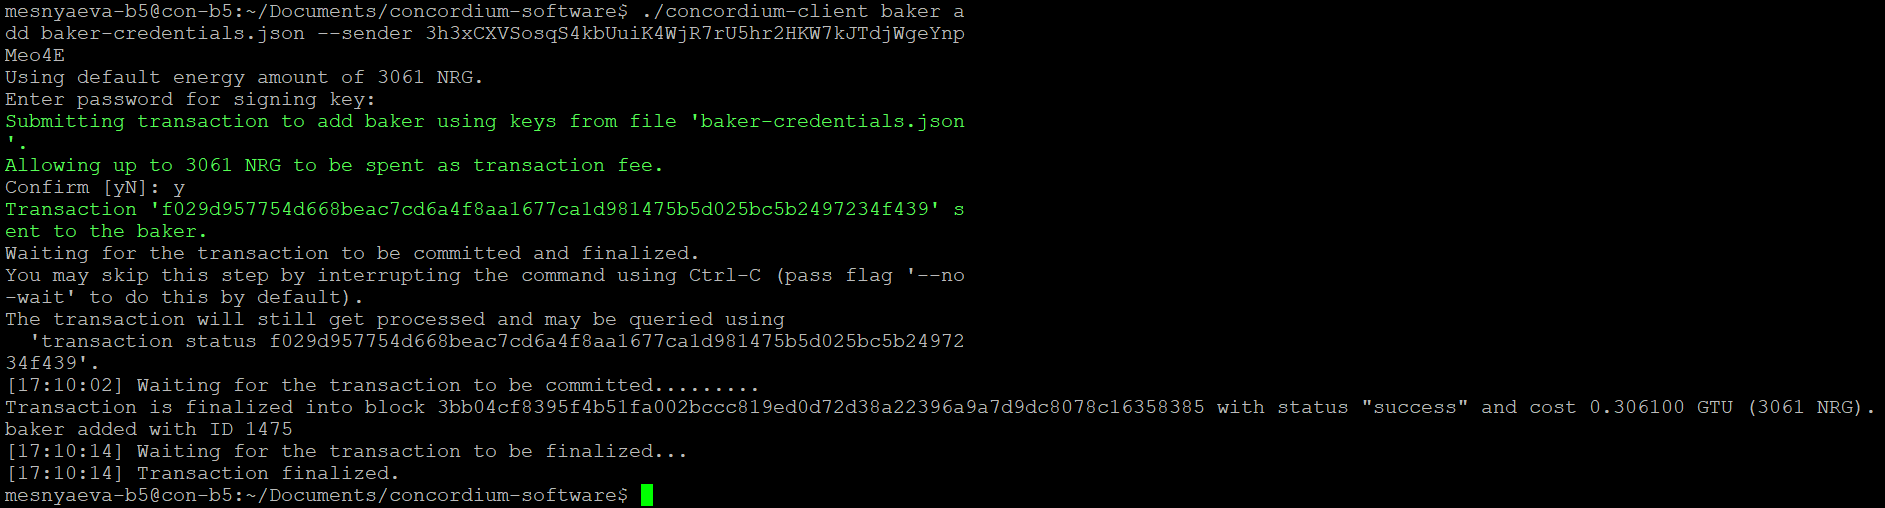 mesnyaeva-b5@con-b5:~/Documents/concordium-software$ ./concordium-client baker a
dd baker-credentials.json --sender 3h3xCXVSosqS4kbUuiK4WjR7rU5hr2HKW7kJTdjWgeYnp
Meo4E
Using default energy amount of 3061 NRG.
Enter password for signing key:
Submitting transaction to add baker using keys from file 'baker-credentials.json
'.
Allowing up to 3061 NRG to be spent as transaction fee.
Confirm [yN]: y
Transaction 'f029d957754d668beac7cd6a4f8aa1677ca1d981475b5d025bc5b2497234f439' s
ent to the baker.
Waiting for the transaction to be committed and finalized.
You may skip this step by interrupting the command using Ctrl-C (pass flag '--no
-wait' to do this by default).
The transaction will still get processed and may be queried using
  'transaction status f029d957754d668beac7cd6a4f8aa1677ca1d981475b5d025bc5b24972
34f439'.
[17:10:02] Waiting for the transaction to be committed.........
Transaction is finalized into block 3bb04cf8395f4b51fa002bccc819ed0d72d38a22396a9a7d9dc8078c16358385 with status "success" and cost 0.306100 GTU (3061 NRG).
baker added with ID 1475
[17:10:14] Waiting for the transaction to be finalized...
[17:10:14] Transaction finalized.
mesnyaeva-b5@con-b5:~/Documents/concordium-software$